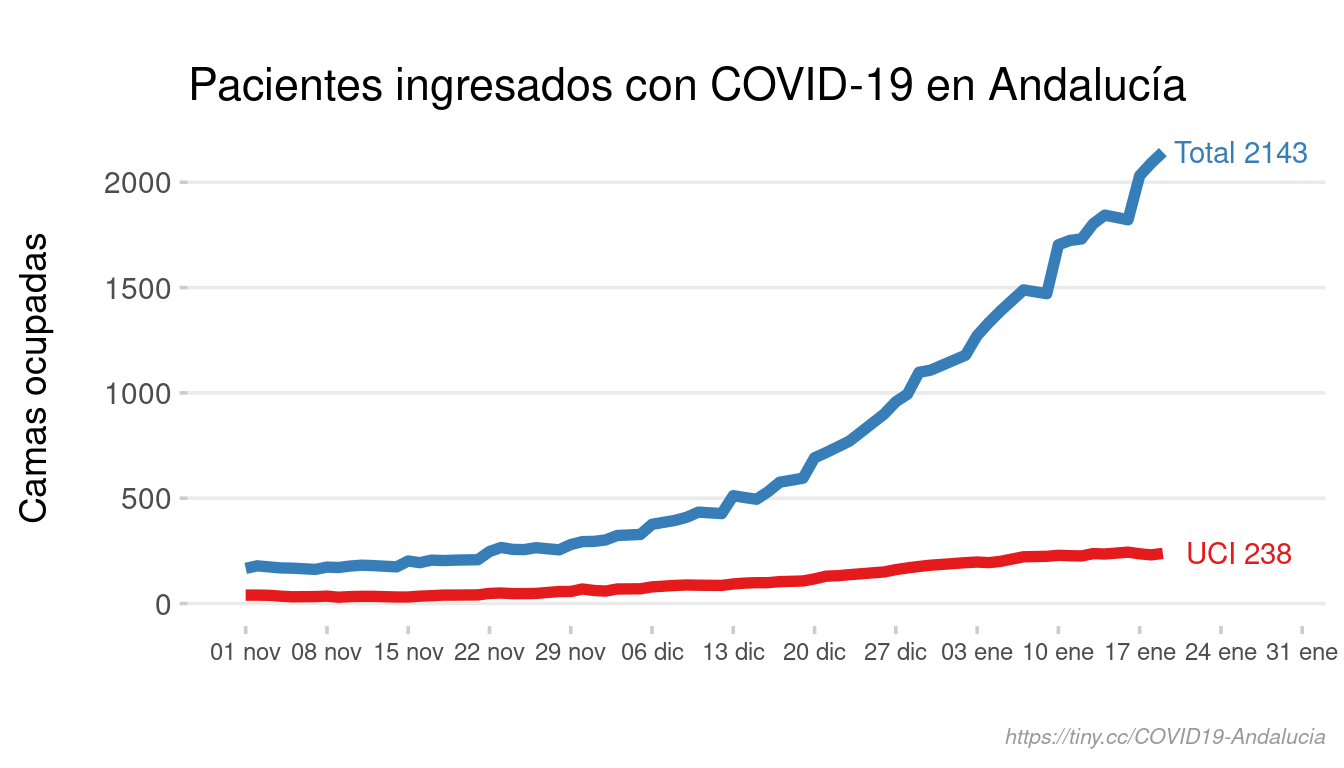 Pacientes ingresados con COVID-19 en Andalucía
Camas ocupadas
Total 2143
2000
1500
1000
500
UCI 238
0
01 nov 08 nov 15 nov 22 nov 29 nov 06 dic 13 dic 20 dic 27 dic 03 ene 10 ene 17 ene 24 ene 31 ene
https://tiny.cc/COVID19-Andalucia